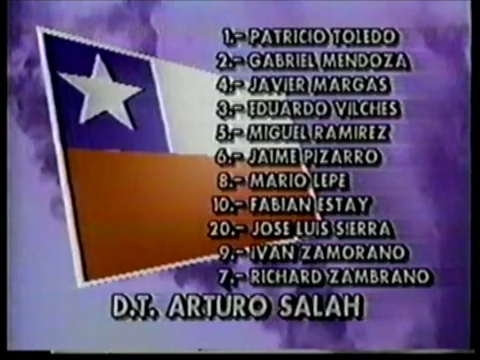 1.- PATRICIO TOLEDO
2.- GABRIEL MENDOZA
4.- JAVIER MARGAS
3.- EDUARDO VILCHES
5.- MIGUEL RAMIREZ
6.- JAIME PIZARRO
8.- MARIO LEPE
10.- FABIAN ESTAY
20.- JOSE LUIS SIERRA
9.- IVAN ZAMORANO
7.- RICHARD ZAMBRANO
D.T. ARTURO SALAH